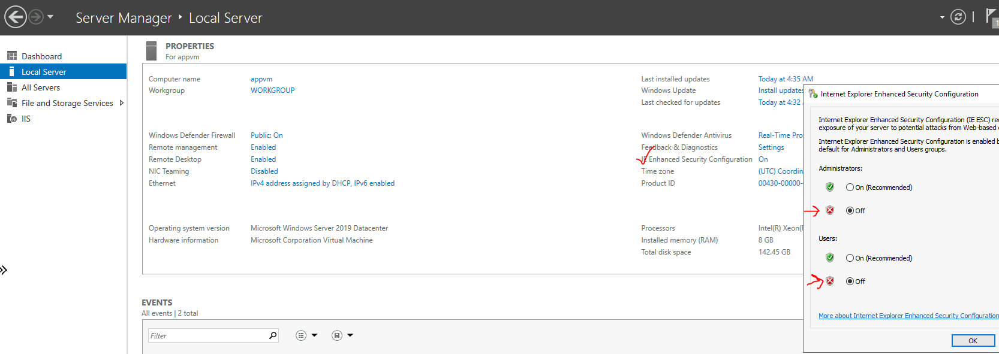 Server Manager ‣ Local Server
1
Dashboard
Local Server
All Servers
File and Storage Services
IIS
PROPERTIES
For appvm
Computer name appvm
Workgroup WORKGROUP
Last installed updates Today at 4:35 AM
Windows Update Install updates
Last checked for updates Today at 4:32
Windows Defender Firewall Public: On
Remote management Enabled
Remote Desktop Enabled
NIC Teaming Disabled
Ethernet IPv4 address assigned by DHCP, IPv6 enabled
Windows Defender Antivirus Real-Time Pro
Feedback & Diagnostics Settings
IE Enhanced Security Configuration On
Time zone (UTC) Coordin
Product ID 00430-00000-
Operating system version Microsoft Windows Server 2019 Datacenter
Hardware information Microsoft Corporation Virtual Machine
Processors Intel(R) Xeon(
Installed memory (RAM) 8 GB
Total disk space 142.45 GB
EVENTS
All events | 2 total
Filter
Internet Explorer Enhanced Security Configuration
Internet Explorer Enhanced Security Configuration (IE ESC) re
exposure of your server to potential attacks from Web-based
Internet Explorer Enhanced Security Configuration is enabled b
default for Administrators and Users groups.
Administrators:
On (Recommended)
Off
Users:
On (Recommended)
Off
More about Internet Explorer Enhanced Security Configuration
OK